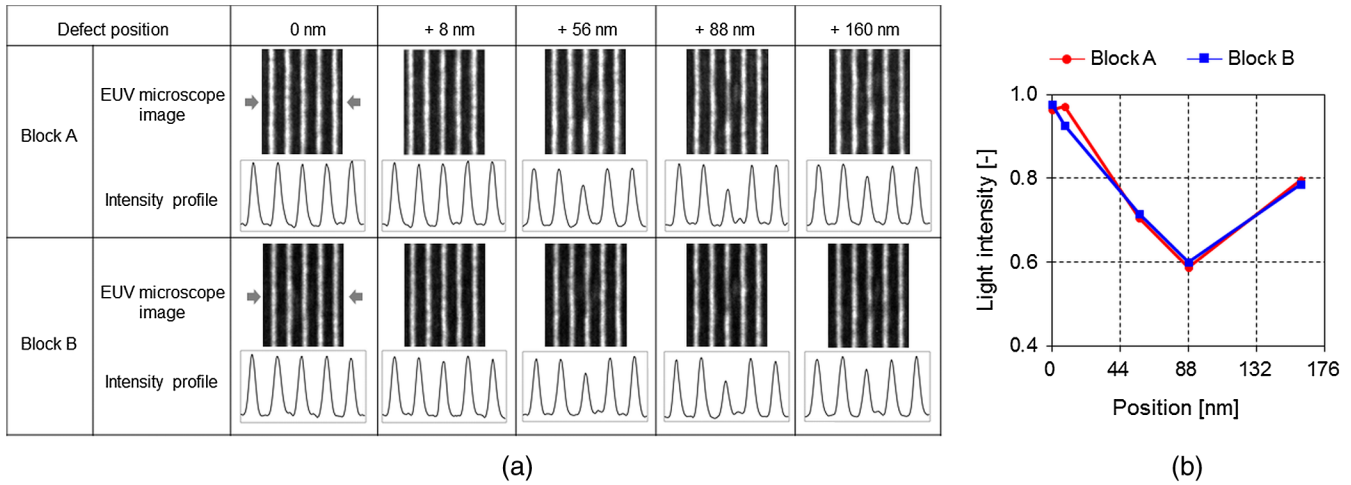 Defect position 0 nm + 8 nm + 56 nm + 88 nm + 160 nm
Block A
EUV microscope
image
Intensity profile
Block B
EUV microscope
image
Intensity profile
(a)
Block A Block B
Light intensity [-]
1.0
0.8
0.6
0.4
0 44 88 132 176
Position [nm]
(b)